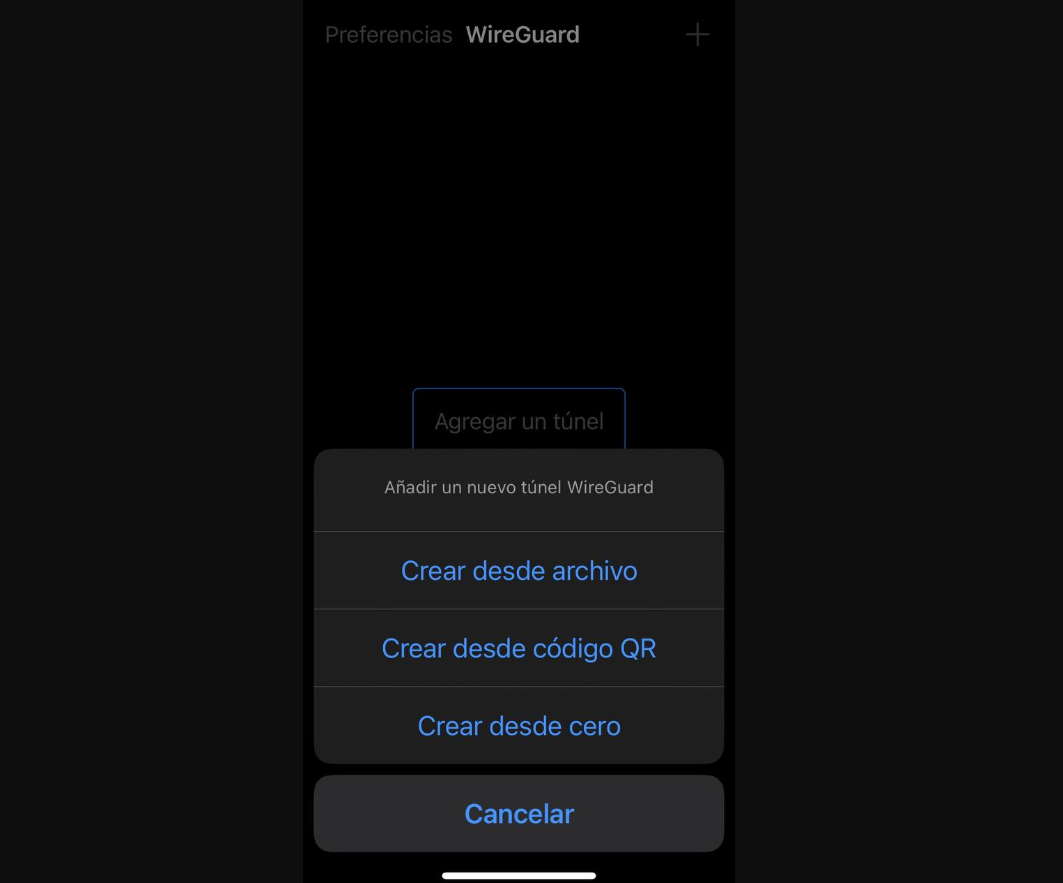 Preferencias WireGuard
Agregar un túnel
Añadir un nuevo túnel WireGuard
Crear desde archivo
Crear desde código QR
Crear desde cero
Cancelar